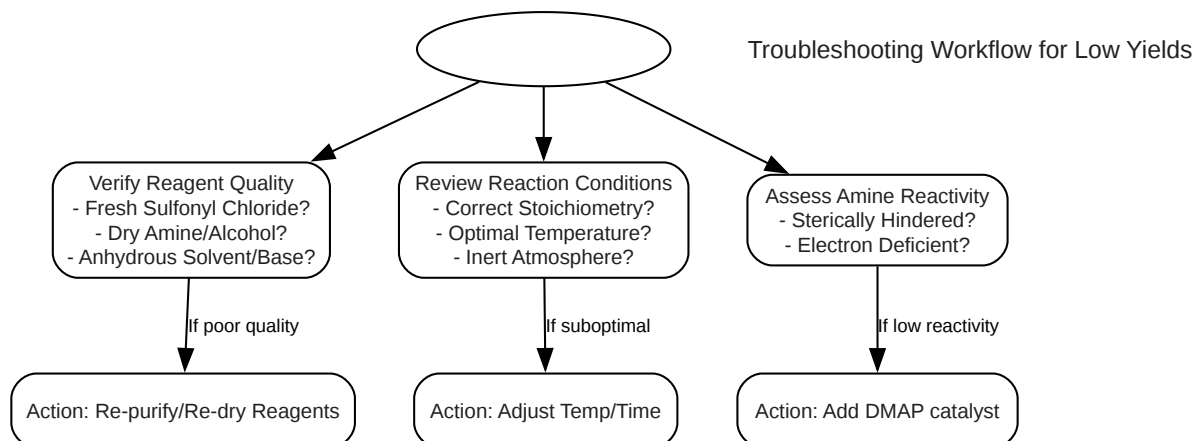 Troubleshooting Workflow for Low Yields
Verify Reagent Quality
- Fresh Sulfonyl Chloride?
- Dry Amine/Alcohol?
- Anhydrous Solvent/Base?
Review Reaction Conditions
- Correct Stoichiometry?
- Optimal Temperature?
- Inert Atmosphere?
Assess Amine Reactivity
- Sterically Hindered?
- Electron Deficient?
If poor quality
If suboptimal
If low reactivity
Action: Re-purify/Re-dry Reagents
Action: Adjust Temp/Time
Action: Add DMAP catalyst